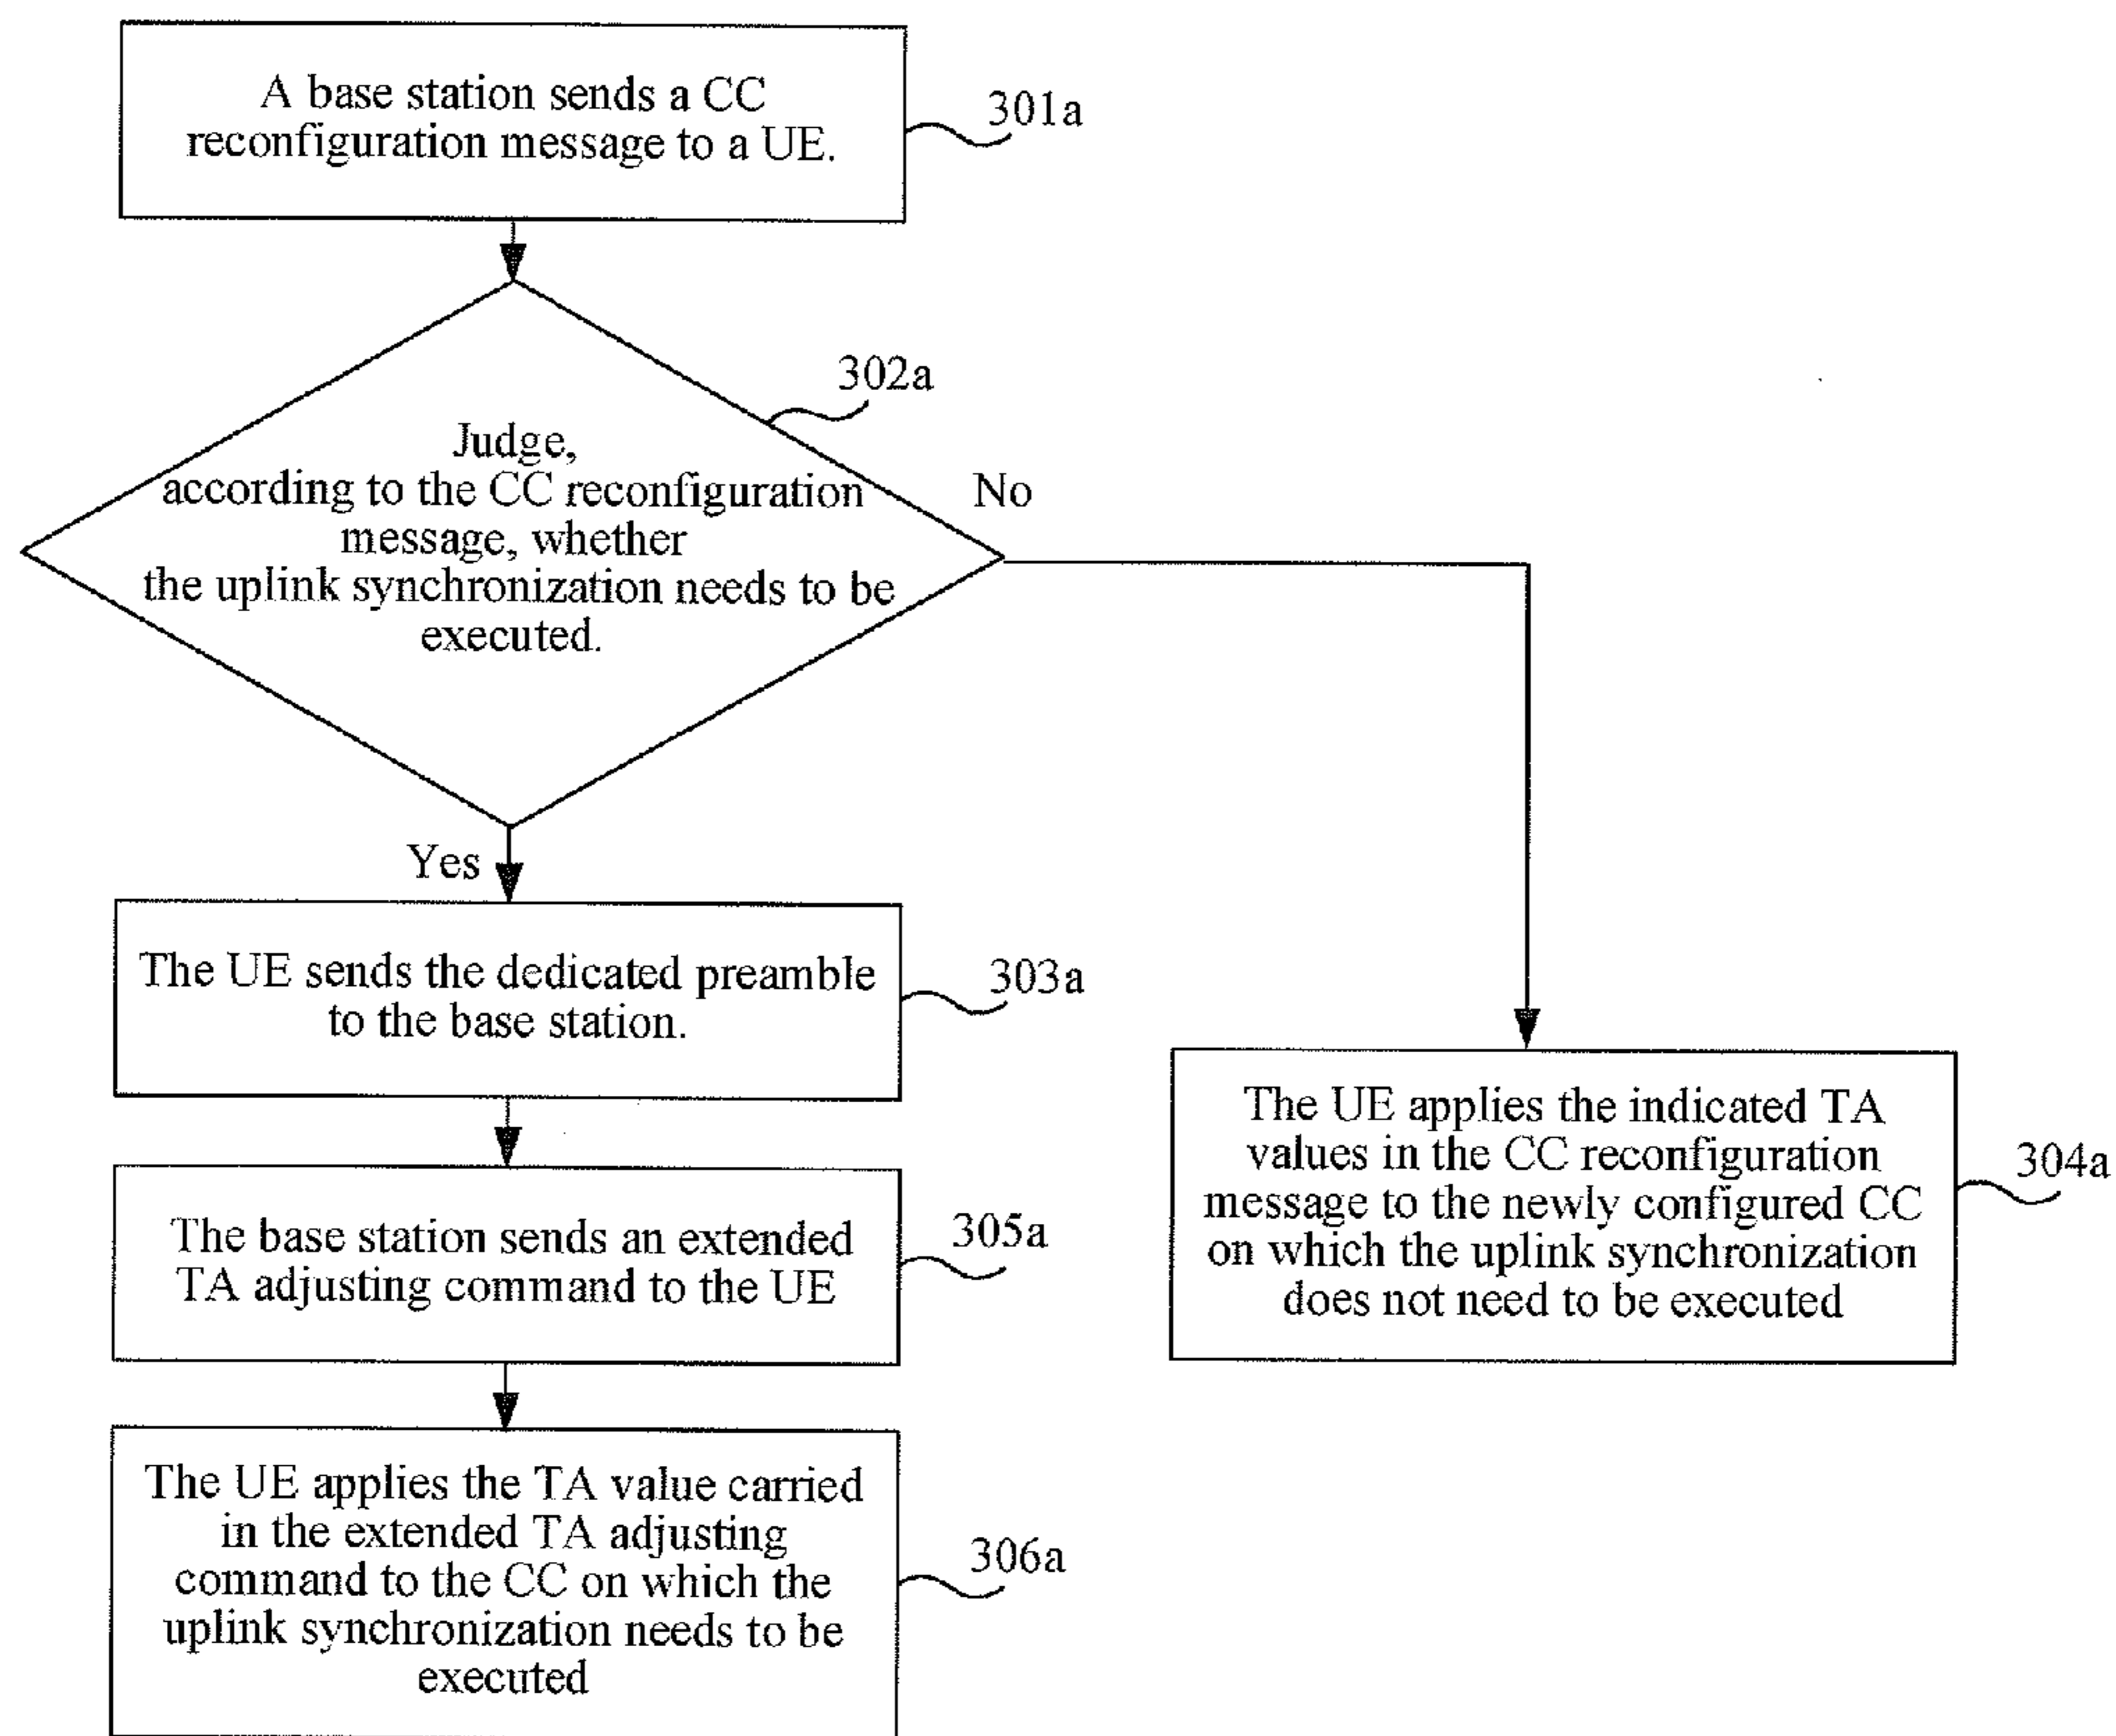 A base station sends a CC
reconfiguration message to a UE.
301a
302a
Judge,
according to the CC reconfiguration
message, whether
the uplink synchronization needs to be
executed.
No
Yes
The UE sends the dedicated preamble
to the base station.
303a
The UE applies the indicated TA
values in the CC reconfiguration
message to the newly configured CC
on which the uplink synchronization
does not need to be executed
304a
The base station sends an extended
TA adjusting command to the UE
305a
The UE applies the TA value carried
in the extended TA adjusting
command to the CC on which the
uplink synchronization needs to be
executed
306a